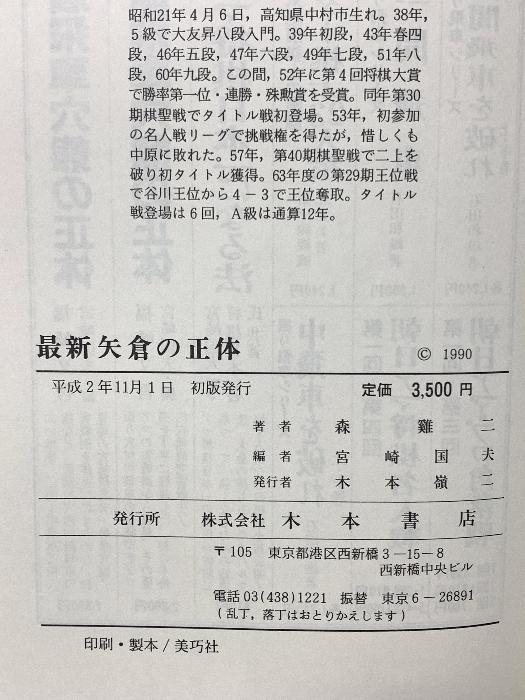 昭和21年4月6日，高知県中村市生れ。38年，
5級で大友昇八段入門。39年初段，43年春四
段，46年五段，47年六段，49年七段，51年八
段，60年九段。この間，52年に第4回将棋大賞
で勝率第一位・連勝・殊勲賞を受賞。同年第30
期棋聖戦でタイトル戦初登場。53年，初参加
の名人戦リーグで挑戦権を得たが，惜しくも
中原に敗れた。57年，第40期棋聖戦で二上を
破り初タイトル獲得。63年度の第29期王位戦
で谷川王位から4－3で王位奪取。タイトル
戦登場は6回，A級は通算12年。
最新矢倉の正体 © 1990
平成2年11月1日 初版発行 定価 3,500円
著者 森雞二
編者 宮崎国夫
発行者 木本嶺二
発行所 株式会社 木本書店
〒105 東京都港区西新橋3－15－8
西新橋中央ビル
電話03(438)1221 振替 東京6－26891
(乱丁，落丁はおとりかえします)
印刷・製本/美巧社